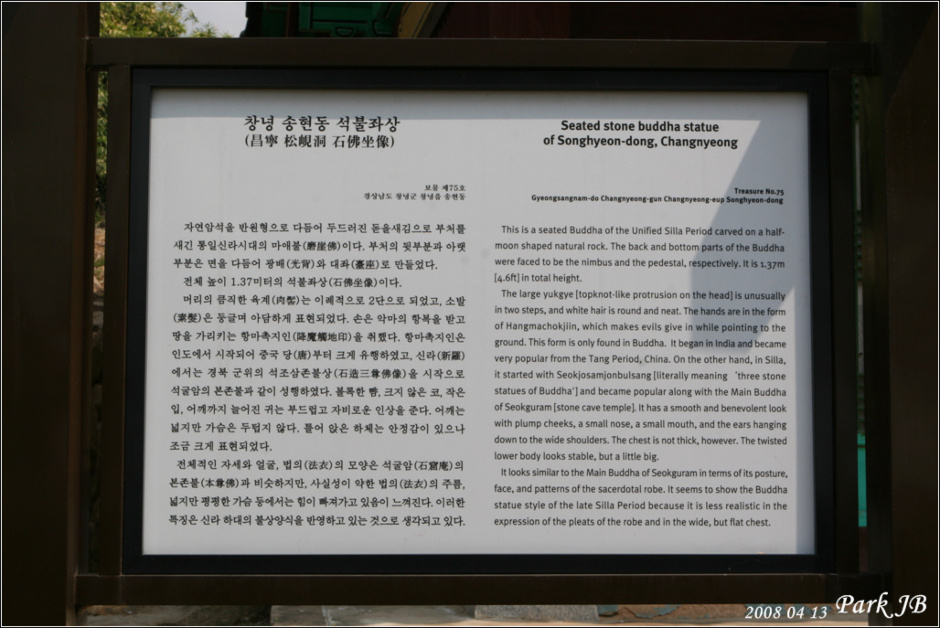 창녕 송현동 석불좌상
(昌寧 松峴洞 石佛坐像)
보물 제75호
경상남도 창녕군 창녕읍 송현동
자연암석을 반원형으로 다듬어 두드러진 돋을새김으로 부처를
새긴 통일신라시대의 마애불(磨崖佛)이다. 부처의 뒷부분과 아랫
부분은 면을 다듬어 광배(光背)와 대좌(臺座)로 만들었다.
전체 높이 1.37미터의 석불좌상(石佛坐像)이다.
머리의 큼직한 육계(肉髻)는 이례적으로 2단으로 되었고, 소발
(素髮)은 둥글며 아담하게 표현되었다. 손은 악마의 항복을 받고
땅을 가리키는 항마촉지인(降魔觸地印)을 취했다. 항마촉지인은
인도에서 시작되어 중국 당(唐)부터 크게 유행하였고, 신라(新羅)
에서는 경북 군위의 석조삼존불상(石造三尊佛像)을 시작으로
석굴암의 본존불과 같이 성행하였다. 볼록한 뺨, 크지 않은 코, 작은
입, 어깨까지 늘어진 귀는 부드럽고 자비로운 인상을 준다. 어깨는
넓지만 가슴은 두텁지 않다. 틀어 앉은 하체는 안정감이 있으나
조금 크게 표현되었다.
전체적인 자세와 얼굴, 법의(法衣)의 모양은 석굴암(石窟庵)의
본존불(本尊佛)과 비슷하지만, 사실성이 약한 법의(法衣)의 주름,
넓지만 평평한 가슴 등에서는 힘이 빠져가고 있음이 느껴진다. 이러한
특징은 신라 하대의 불상양식을 반영하고 있는 것으로 생각되고 있다.
Seated stone buddha statue
of Songhyeon-dong, Changnyeong
Treasure No.75
Gyeongsangnam-do Changnyeong-gun Changnyeong-eup Songhyeon-dong
This is a seated Buddha of the Unified Silla Period carved on a half-
moon shaped natural rock. The back and bottom parts of the Buddha
were faced to be the nimbus and the pedestal, respectively. It is 1.37m
[4.6ft] in total height.
The large yukgye [topknot-like protrusion on the head] is unusually
in two steps, and white hair is round and neat. The hands are in the form
of Hangmachokjiin, which makes evils give in while pointing to the
ground. This form is only found in Buddha. It began in India and became
very popular from the Tang Period, China. On the other hand, in Silla,
it started with Seokjosamjonbulsang [literally meaning 'three stone
statues of Buddha'] and became popular along with the Main Buddha
of Seokguram [stone cave temple]. It has a smooth and benevolent look
with plump cheeks, a small nose, a small mouth, and the ears hanging
down to the wide shoulders. The chest is not thick, however. The twisted
lower body looks stable, but a little big.
It looks similar to the Main Buddha of Seokguram in terms of its posture,
face, and patterns of the sacerdotal robe. It seems to show the Buddha
statue style of the late Silla Period because it is less realistic in the
expression of the pleats of the robe and in the wide, but flat chest.
2008 04 13 Park JB